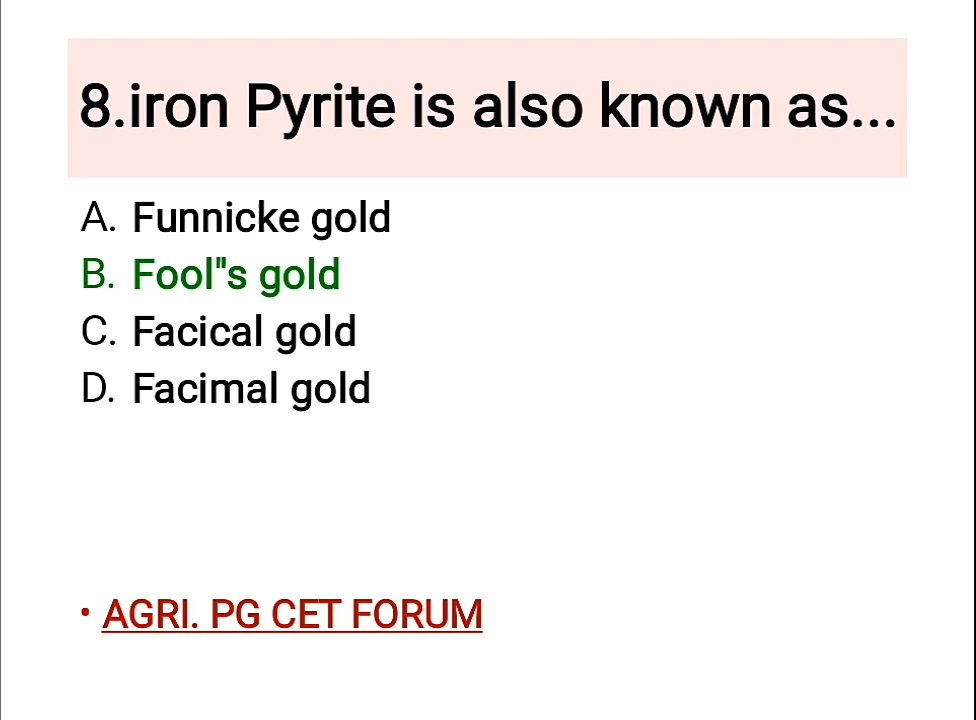 8.iron Pyrite is also known as...
A. Funnicke gold
B. Fool"s gold
C. Facical gold
D. Facimal gold
• AGRI. PG CET FORUM